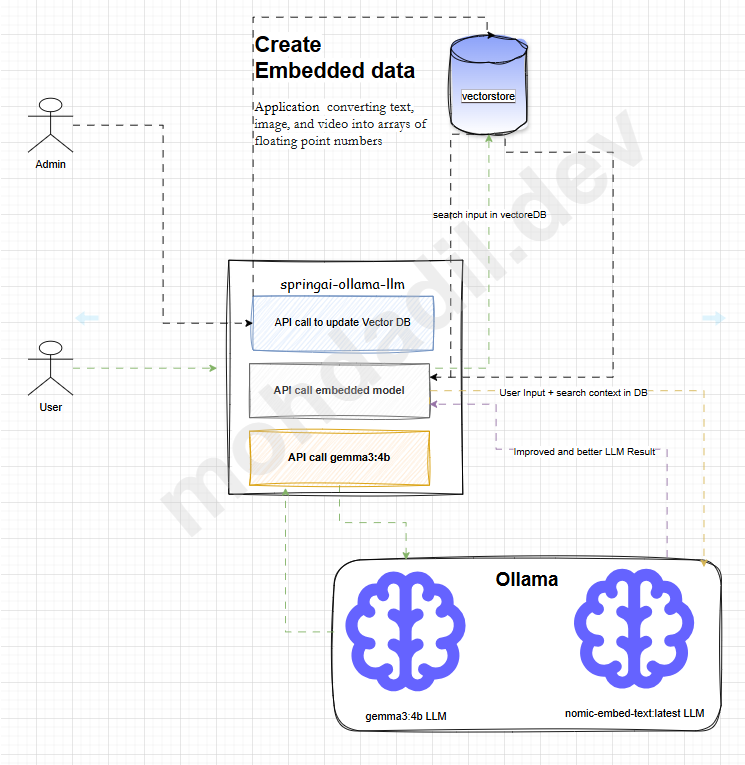 Create
Embedded data
Application converting text,
image, and video into arrays of
floating point numbers
vectorstore
Admin
search input in vectoreDB
springai-ollama-llm
API call to update Vector DB
User
API call embedded model
User Input + search context in DB
Improved and better LLM Result
API call gemma3:4b
mohdadil.dev
Ollama
gemma3:4b LLM
nomic-embed-text:latest LLM